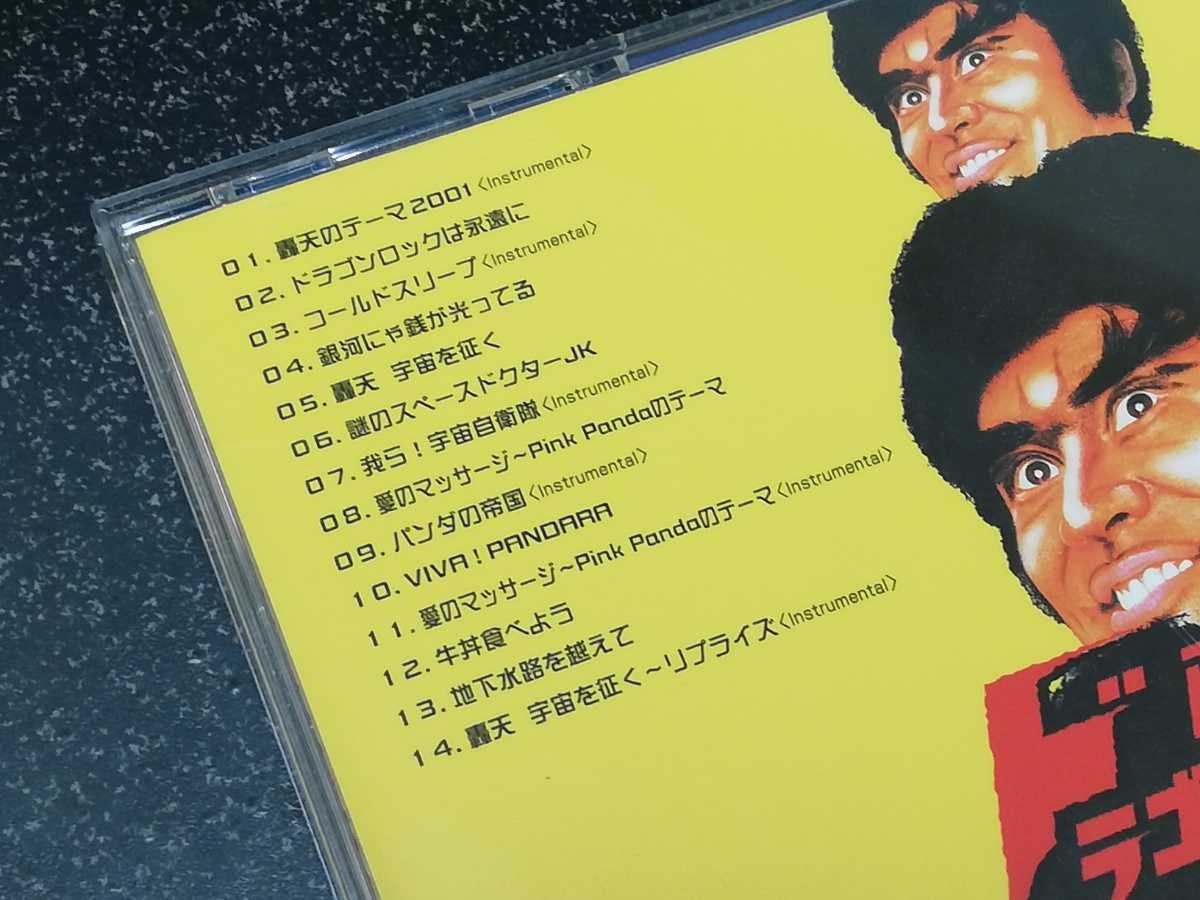 01.轟天のテーマ2001〈Instrumental〉
02.ドラゴンロックは永遠に
03.コールドスリープ〈Instrumental〉
04.銀河にゃ銭が光ってる
05.轟天 宇宙を征く
06.謎のスペースドクターJK
07.我ら!宇宙自衛隊〈Instrumental〉
08.愛のマッサージ~Pink Pandaのテーマ
09.パンダの帝国〈Instrumental〉
10.VIVA!PANDARA
11.愛のマッサージ~Pink Pandaのテーマ〈Instrumental〉
12.牛丼食べよう
13.地下水路を越えて
14.轟天 宇宙を征く~リプライズ〈Instrumental〉